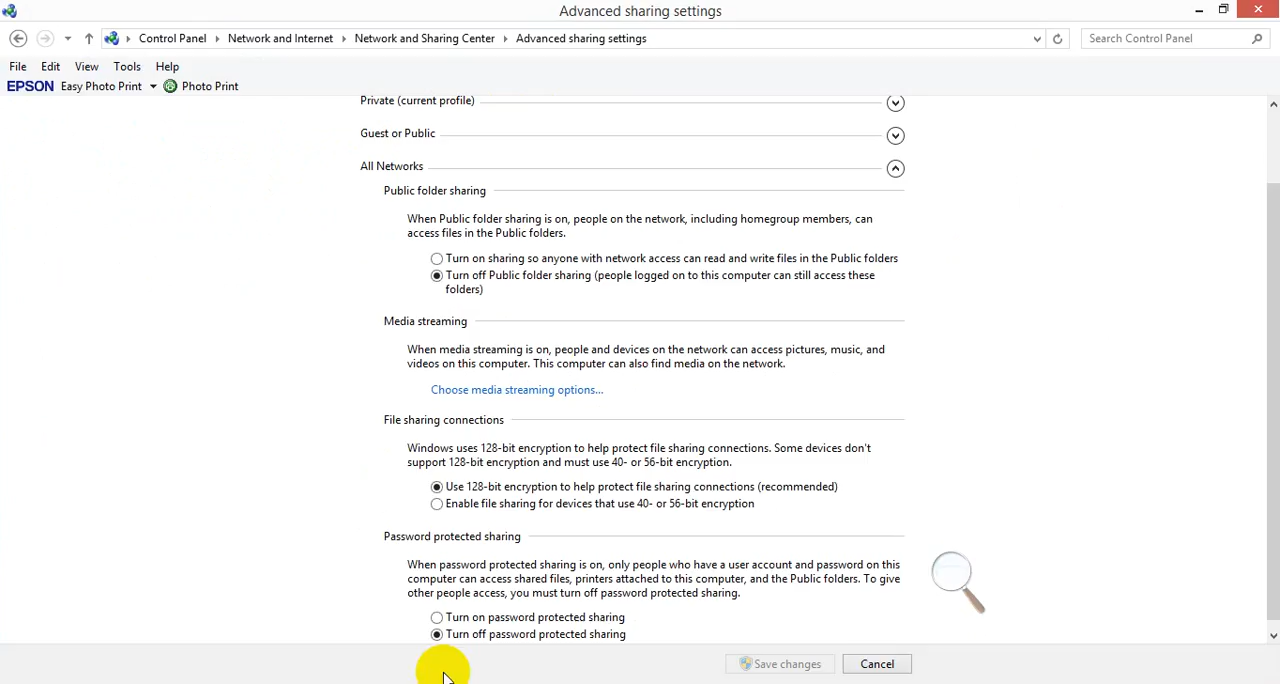 Advanced sharing settings
Control Panel Network and Internet Network and Sharing Center Advanced sharing settings Search Control Panel
File Edit View Tools Help
EPSON Easy Photo Print Photo Print
Private (current profile)
Guest or Public
All Networks
Public folder sharing
When Public folder sharing is on, people on the network, including homegroup members, can
access files in the Public folders.
Turn on sharing so anyone with network access can read and write files in the Public folders
Turn off Public folder sharing (people logged on to this computer can still access these
folders)
Media streaming
When media streaming is on, people and devices on the network can access pictures, music, and
videos on this computer. This computer can also find media on the network.
Choose media streaming options...
File sharing connections
Windows uses 128-bit encryption to help protect file sharing connections. Some devices don't
support 128-bit encryption and must use 40- or 56-bit encryption.
Use 128-bit encryption to help protect file sharing connections (recommended)
Enable file sharing for devices that use 40- or 56-bit encryption
Password protected sharing
When password protected sharing is on, only people who have a user account and password on this
computer can access shared files, printers attached to this computer, and the Public folders. To give
other people access, you must turn off password protected sharing.
Turn on password protected sharing
Turn off password protected sharing
Save changes Cancel